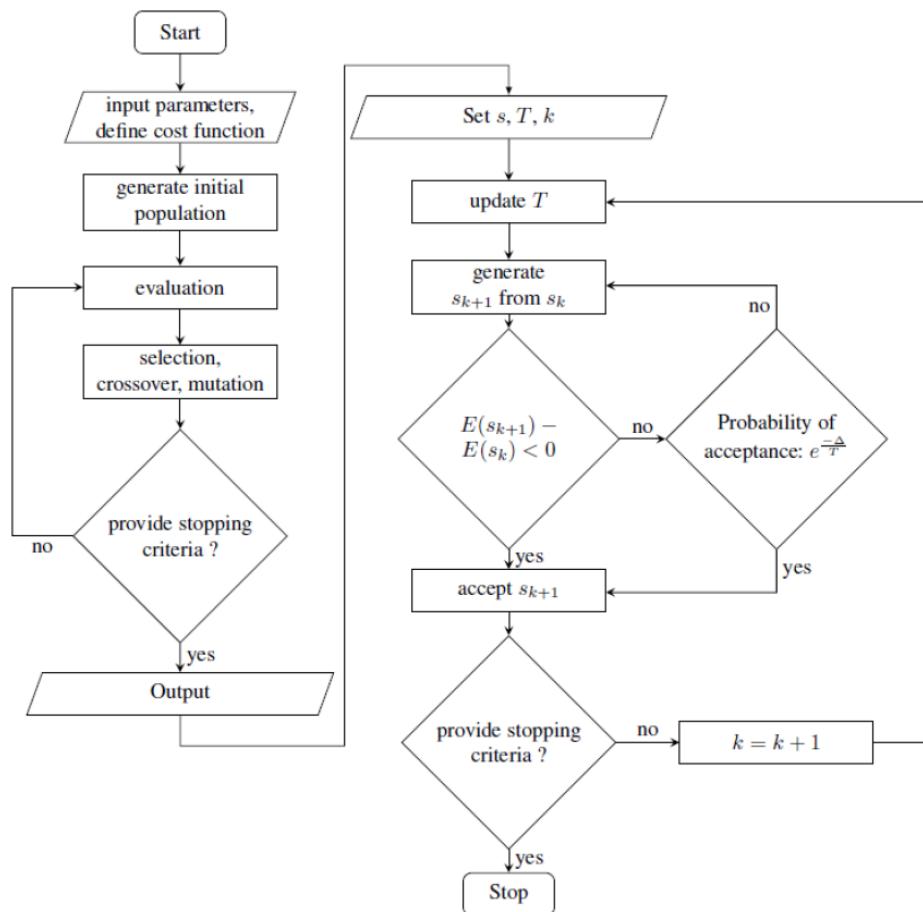 Start
input parameters,
define cost function
generate initial
population
evaluation
selection,
crossover, mutation
provide stopping
criteria ?
no
yes
Output
Set s, T, k
update T
generate
s_{k+1} from s_k
E(s_{k+1}) −
E(s_k) < 0
no
Probability of
acceptance: e^{\frac{-Δ}{T}}
no
yes
yes
accept s_{k+1}
provide stopping
criteria ?
no
k = k + 1
yes
Stop